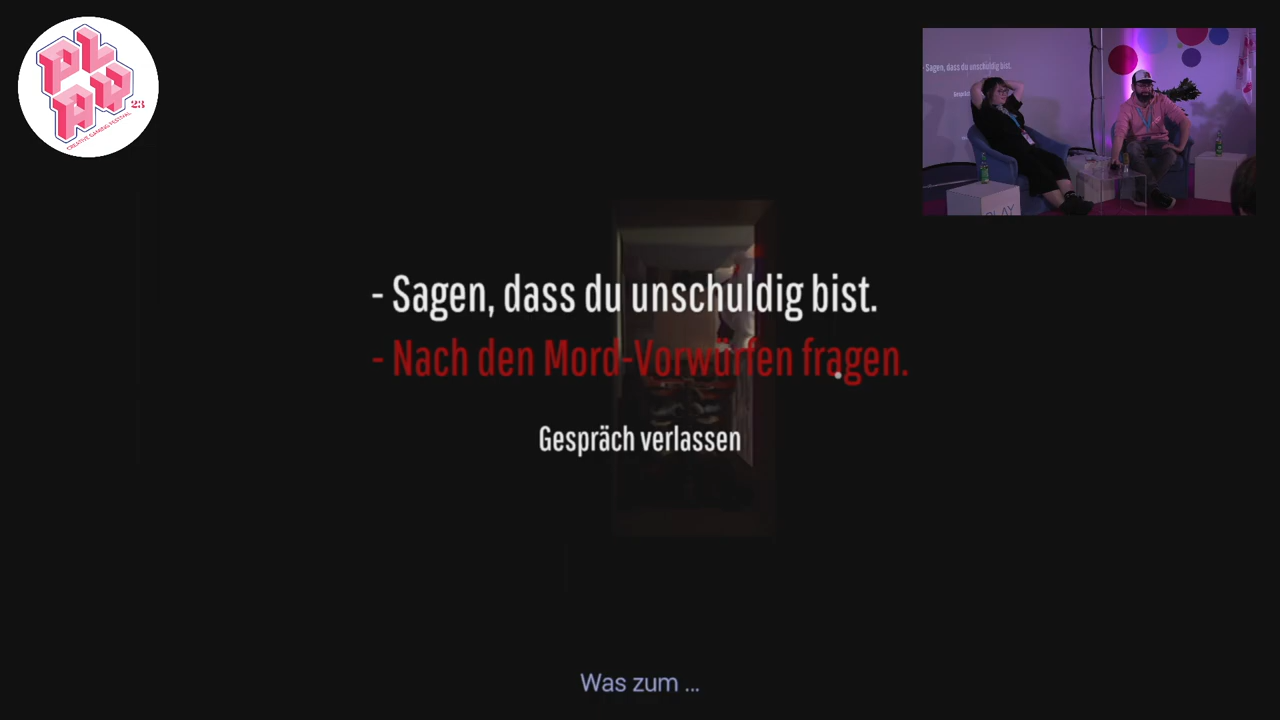 PLAY
23
CREATIVE GAMING FESTIVAL
- Sagen, dass du unschuldig bist.
- Sagen, dass du unschuldig bist.
- Nach den Mord-Vorwürfen fragen.
Gespräch verlassen
PLAY
Was zum ...